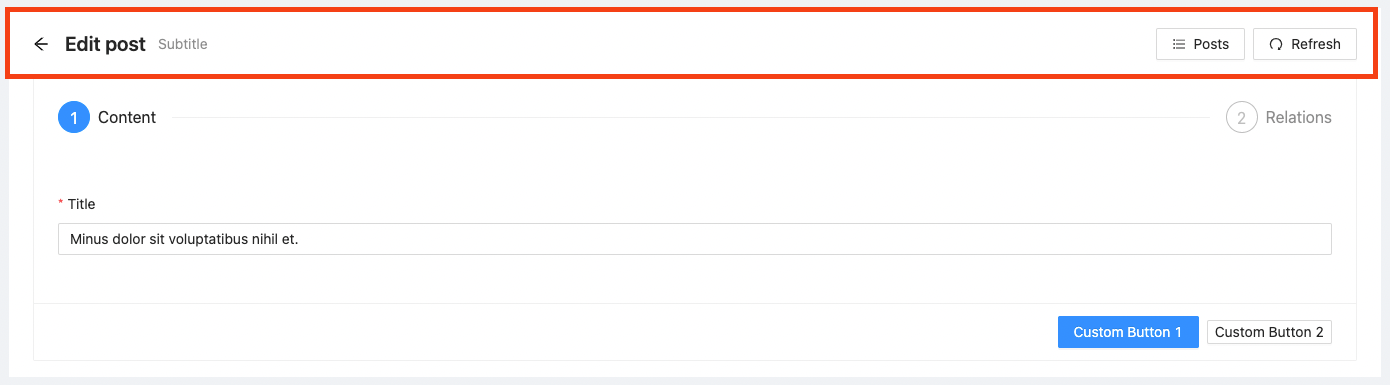 Edit post Subtitle Posts Refresh
1 Content 2 Relations
* Title
Minus dolor sit voluptatibus nihil et.
Custom Button 1 Custom Button 2